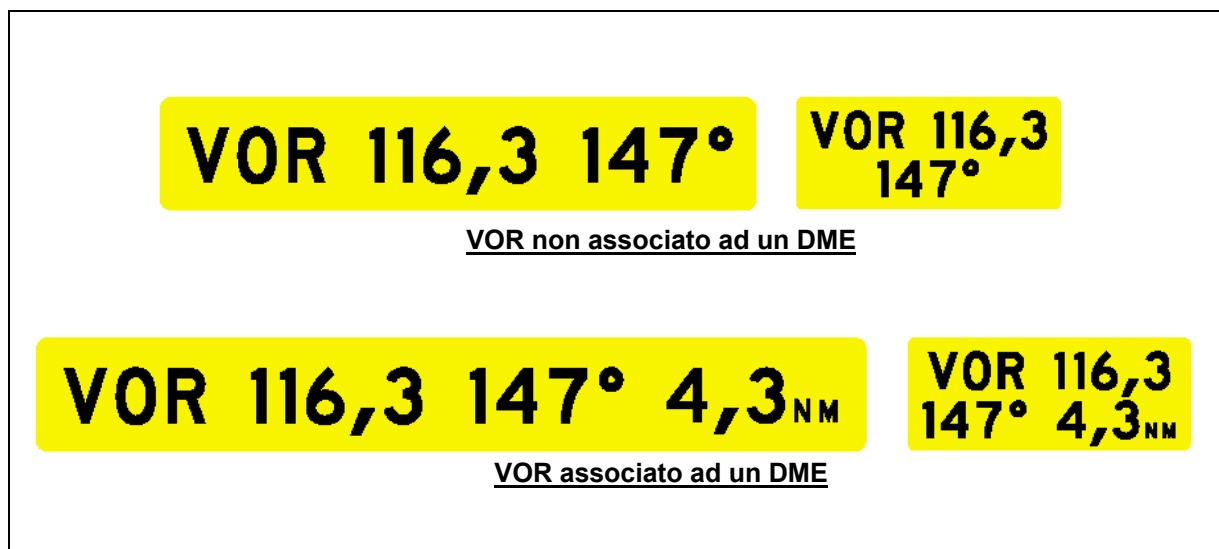 VOR 116,3 147°
VOR 116,3
147°
VOR non associato ad un DME
VOR 116,3 147° 4,3NM
VOR 116,3
147° 4,3NM
VOR associato ad un DME